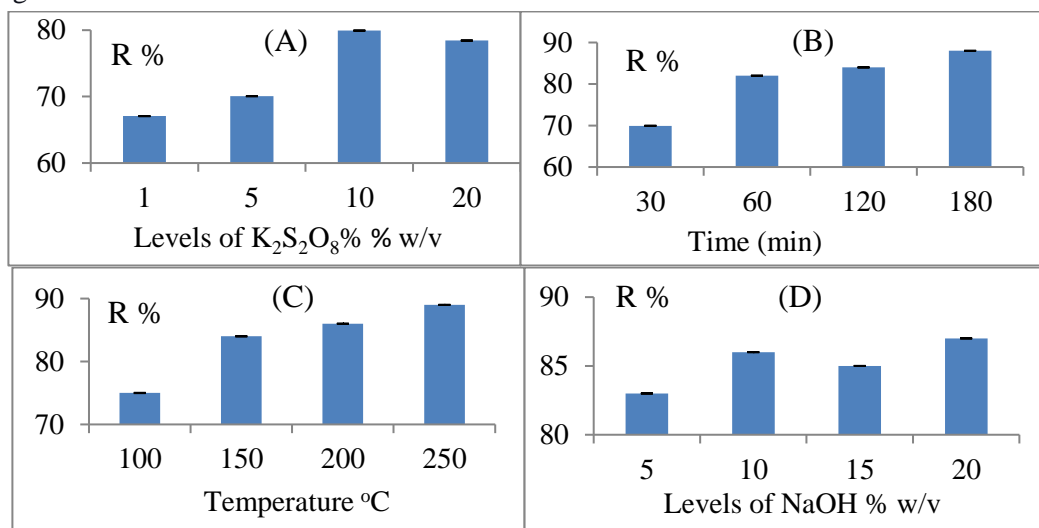 80
70
60
R %
(A)
1 5 10 20
Levels of K₂S₂O₈% % w/v
90
80
70
60
R %
(B)
30 60 120 180
Time (min)
90
80
70
R %
(C)
100 150 200 250
Temperature ᵒC
90
85
80
R %
(D)
5 10 15 20
Levels of NaOH % w/v